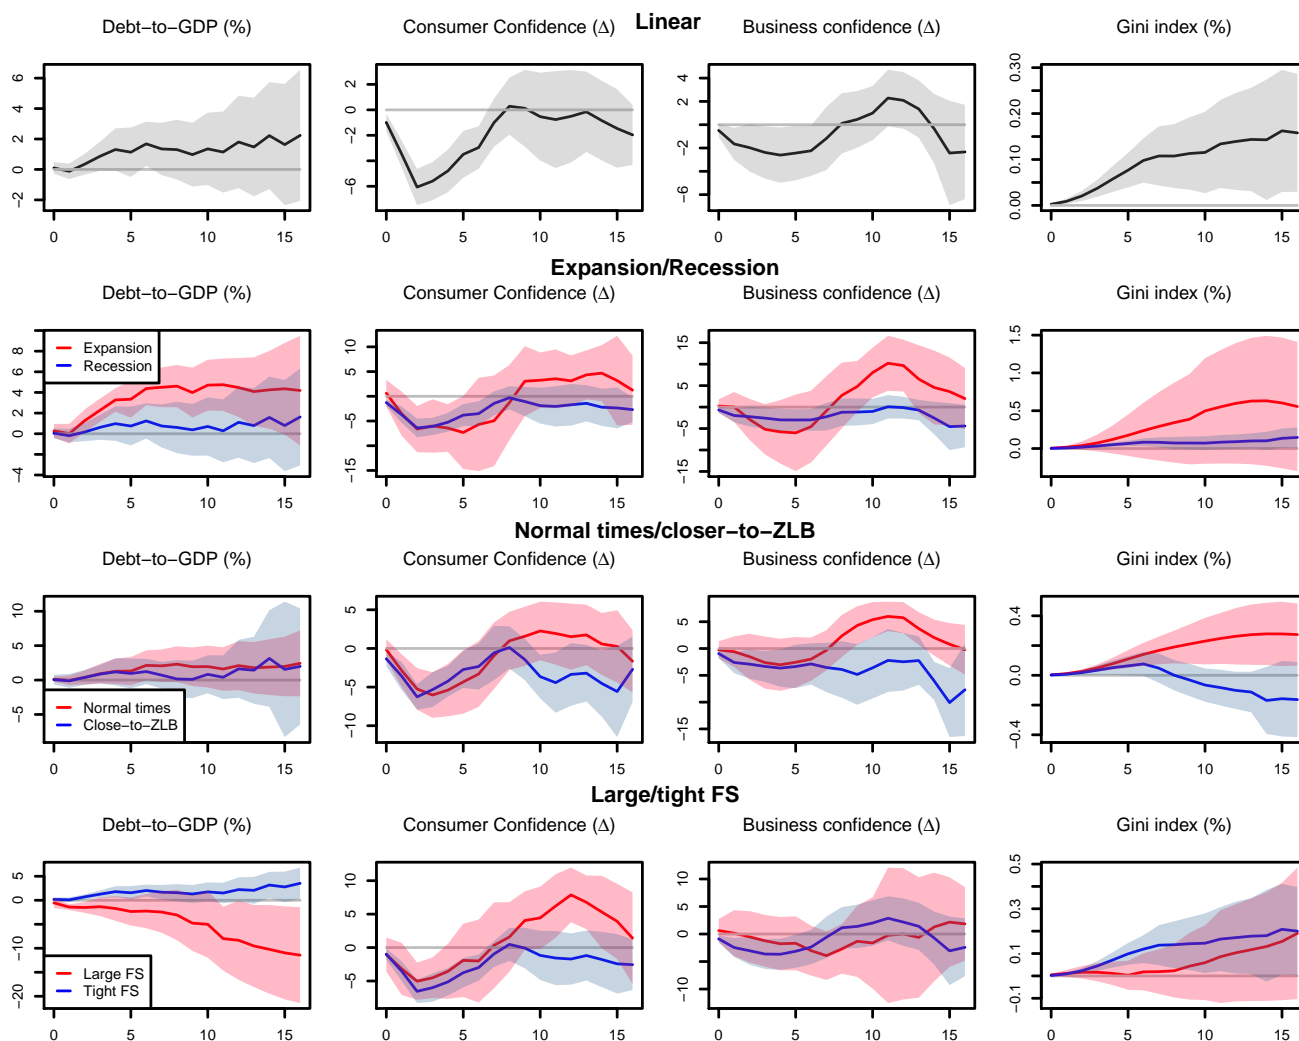 Linear
Debt−to−GDP (%) Consumer Confidence (Δ) Business confidence (Δ) Gini index (%)
−2 0 2 4 6
−6 −2 0 2
−6 −2 0 2 4
0.00 0.10 0.20 0.30
0 5 10 15 0 5 10 15 0 5 10 15 0 5 10 15
Expansion/Recession
Debt−to−GDP (%) Consumer Confidence (Δ) Business confidence (Δ) Gini index (%)
Expansion
Recession
−4 0 2 4 6 8
−15 −5 0 5 10
−15 −5 0 5 15
0.0 0.5 1.0 1.5
0 5 10 15 0 5 10 15 0 5 10 15 0 5 10 15
Normal times/closer−to−ZLB
Debt−to−GDP (%) Consumer Confidence (Δ) Business confidence (Δ) Gini index (%)
Normal times
Close−to−ZLB
−5 0 5 10
−10 −5 0 5
−15 −5 0 5
−0.4 0.0 0.4
0 5 10 15 0 5 10 15 0 5 10 15 0 5 10 15
Large/tight FS
Debt−to−GDP (%) Consumer Confidence (Δ) Business confidence (Δ) Gini index (%)
Large FS
Tight FS
−20 −10 0 5
−5 0 5 10
−10 0 5 10
−0.1 0.1 0.3 0.5
0 5 10 15 0 5 10 15 0 5 10 15 0 5 10 15